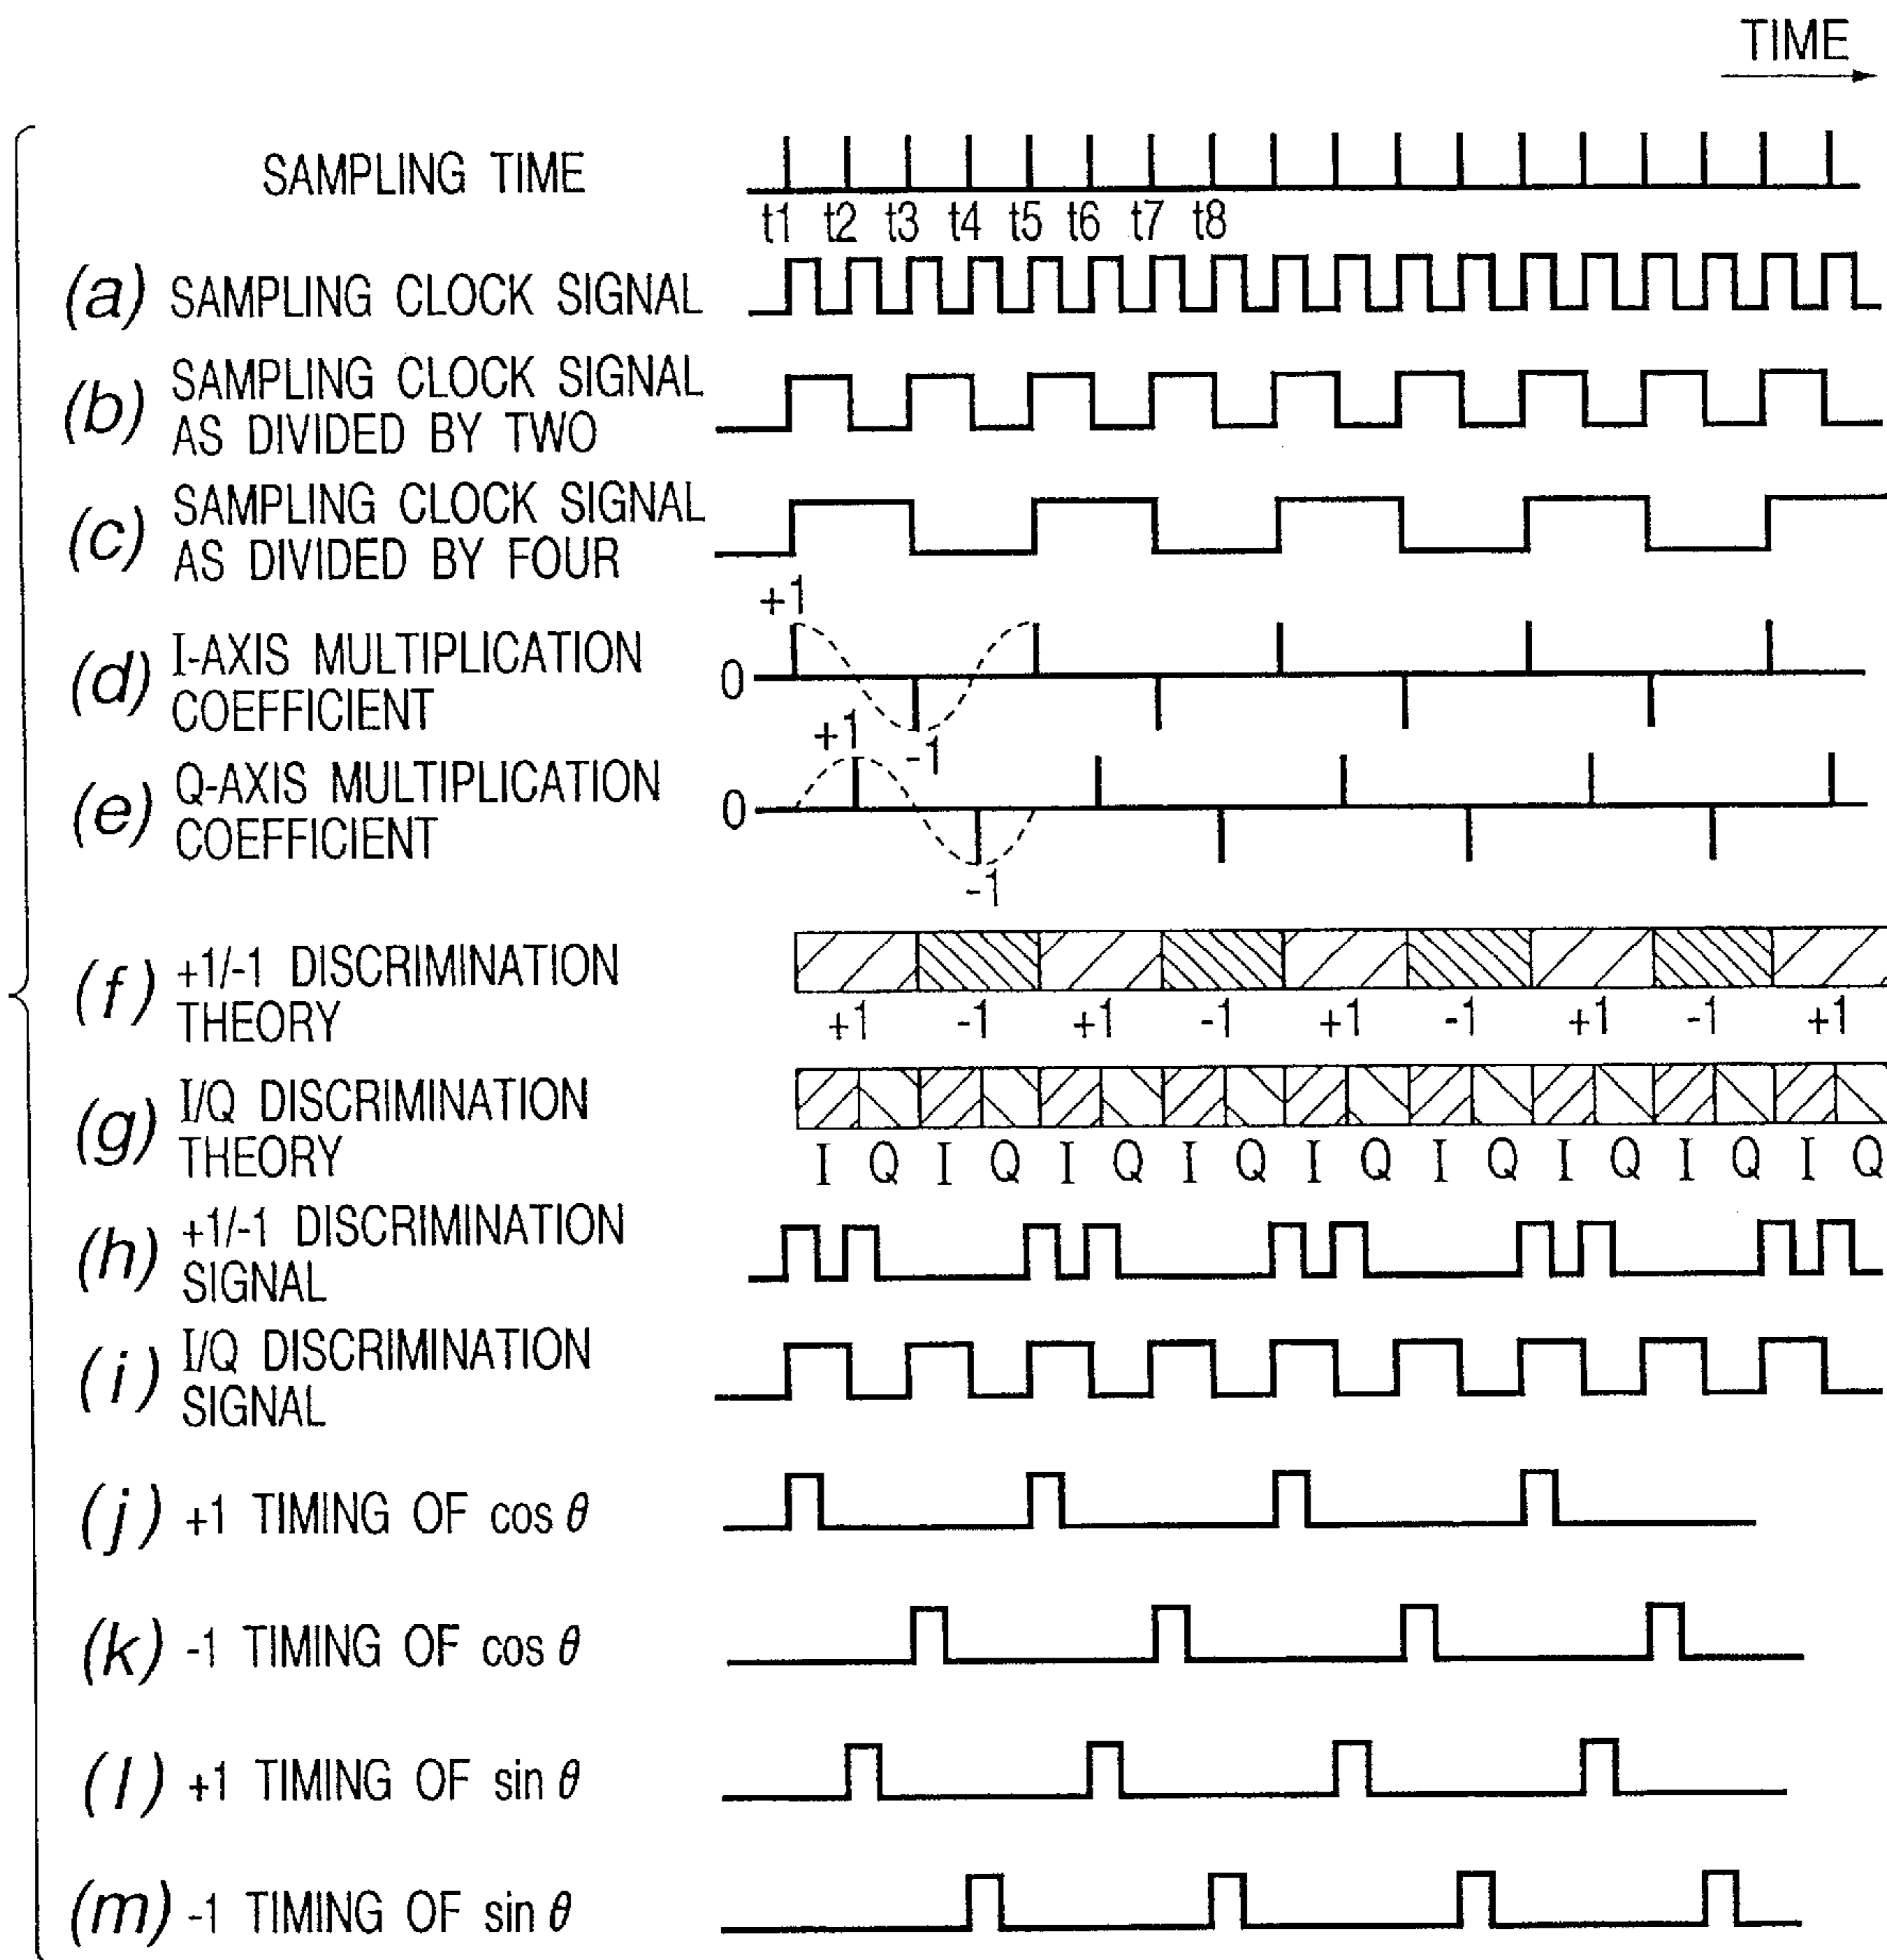 TIME
SAMPLING TIME
t1 t2 t3 t4 t5 t6 t7 t8
(a) SAMPLING CLOCK SIGNAL
(b) SAMPLING CLOCK SIGNAL
AS DIVIDED BY TWO
(c) SAMPLING CLOCK SIGNAL
AS DIVIDED BY FOUR
+1
(d) I-AXIS MULTIPLICATION
COEFFICIENT
0
-1
+1
(e) Q-AXIS MULTIPLICATION
COEFFICIENT
0
-1
(f) +1/-1 DISCRIMINATION
THEORY
+1 -1 +1 -1 +1 -1 +1 -1 +1
(g) I/Q DISCRIMINATION
THEORY
I Q I Q I Q I Q I Q I Q I Q I Q I Q
(h) +1/-1 DISCRIMINATION
SIGNAL
(i) I/Q DISCRIMINATION
SIGNAL
(j) +1 TIMING OF cos θ
(k) -1 TIMING OF cos θ
(l) +1 TIMING OF sin θ
(m) -1 TIMING OF sin θ